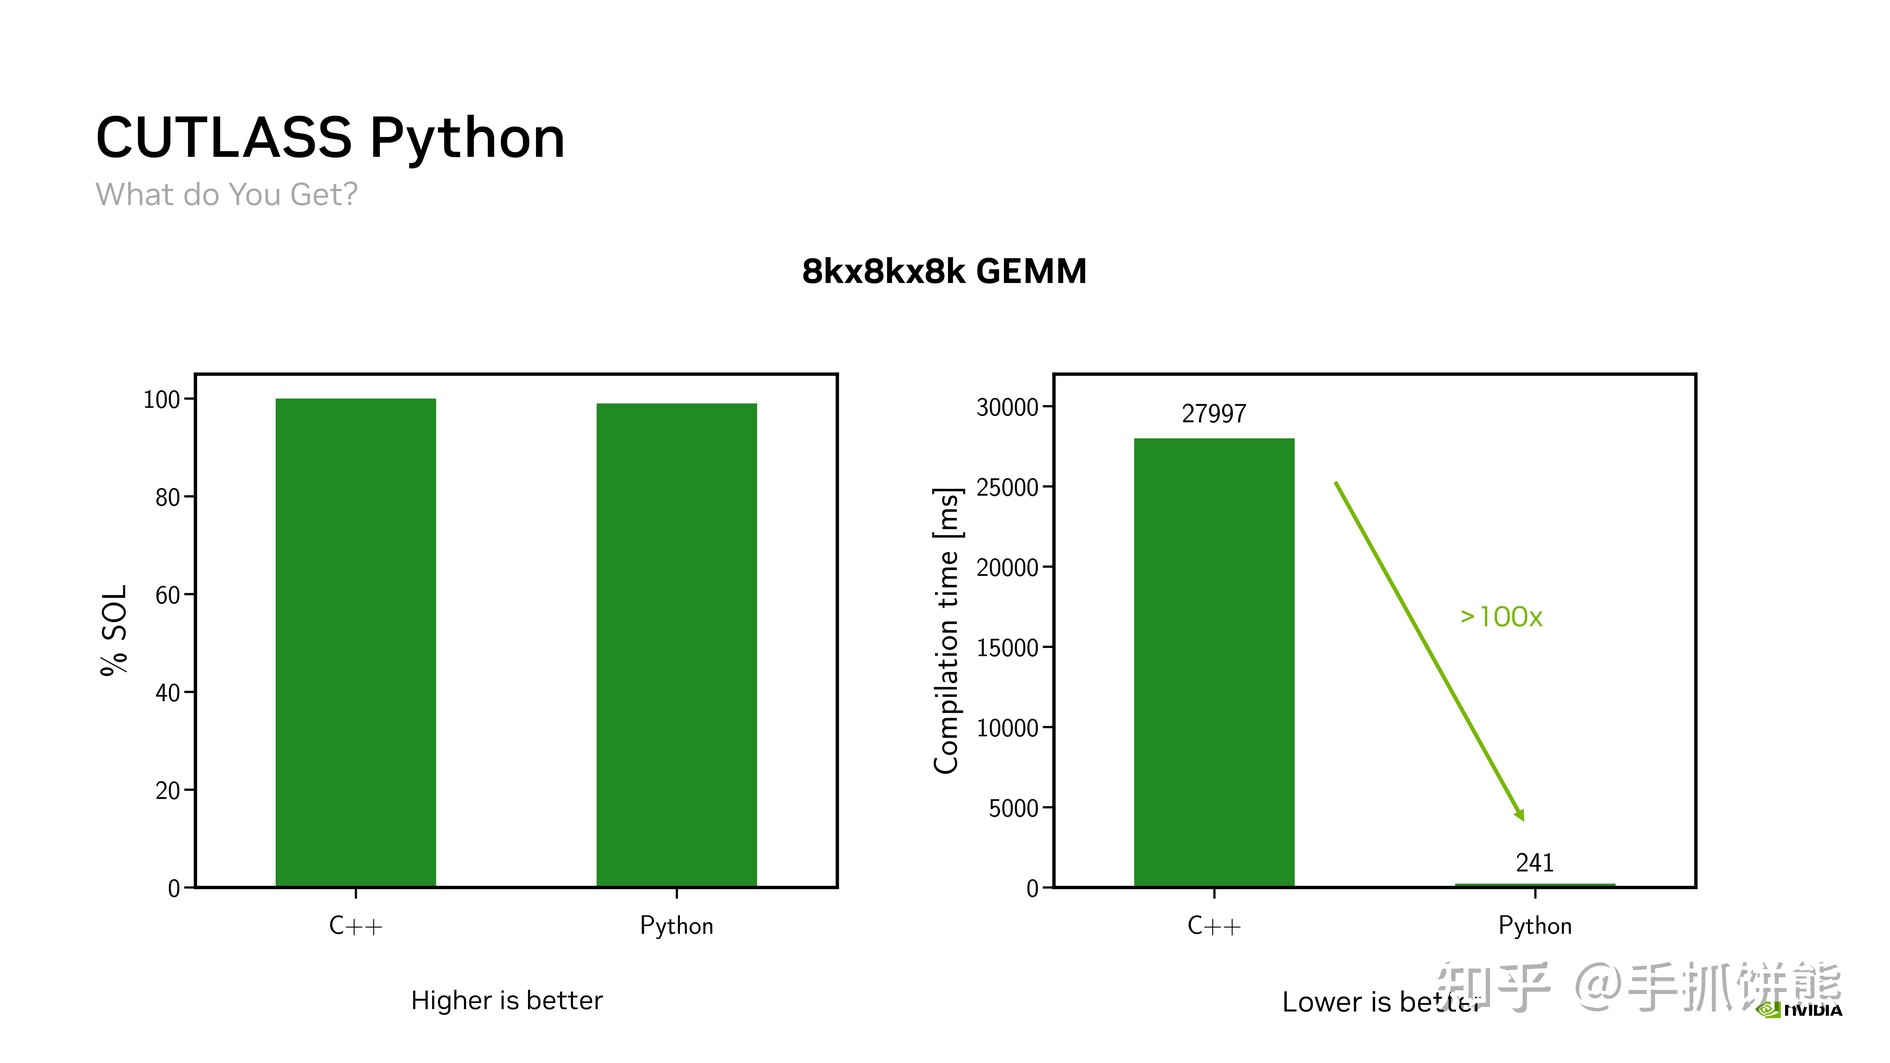 CUTLASS Python
What do You Get?
8kx8kx8k GEMM
% SOL
100
80
60
40
20
0
C++
Python
Higher is better
Compilation time [ms]
30000
25000
20000
15000
10000
5000
0
27997
>100x
241
C++
Python
Lower is better
知乎 @手抓饼熊
NVIDIA